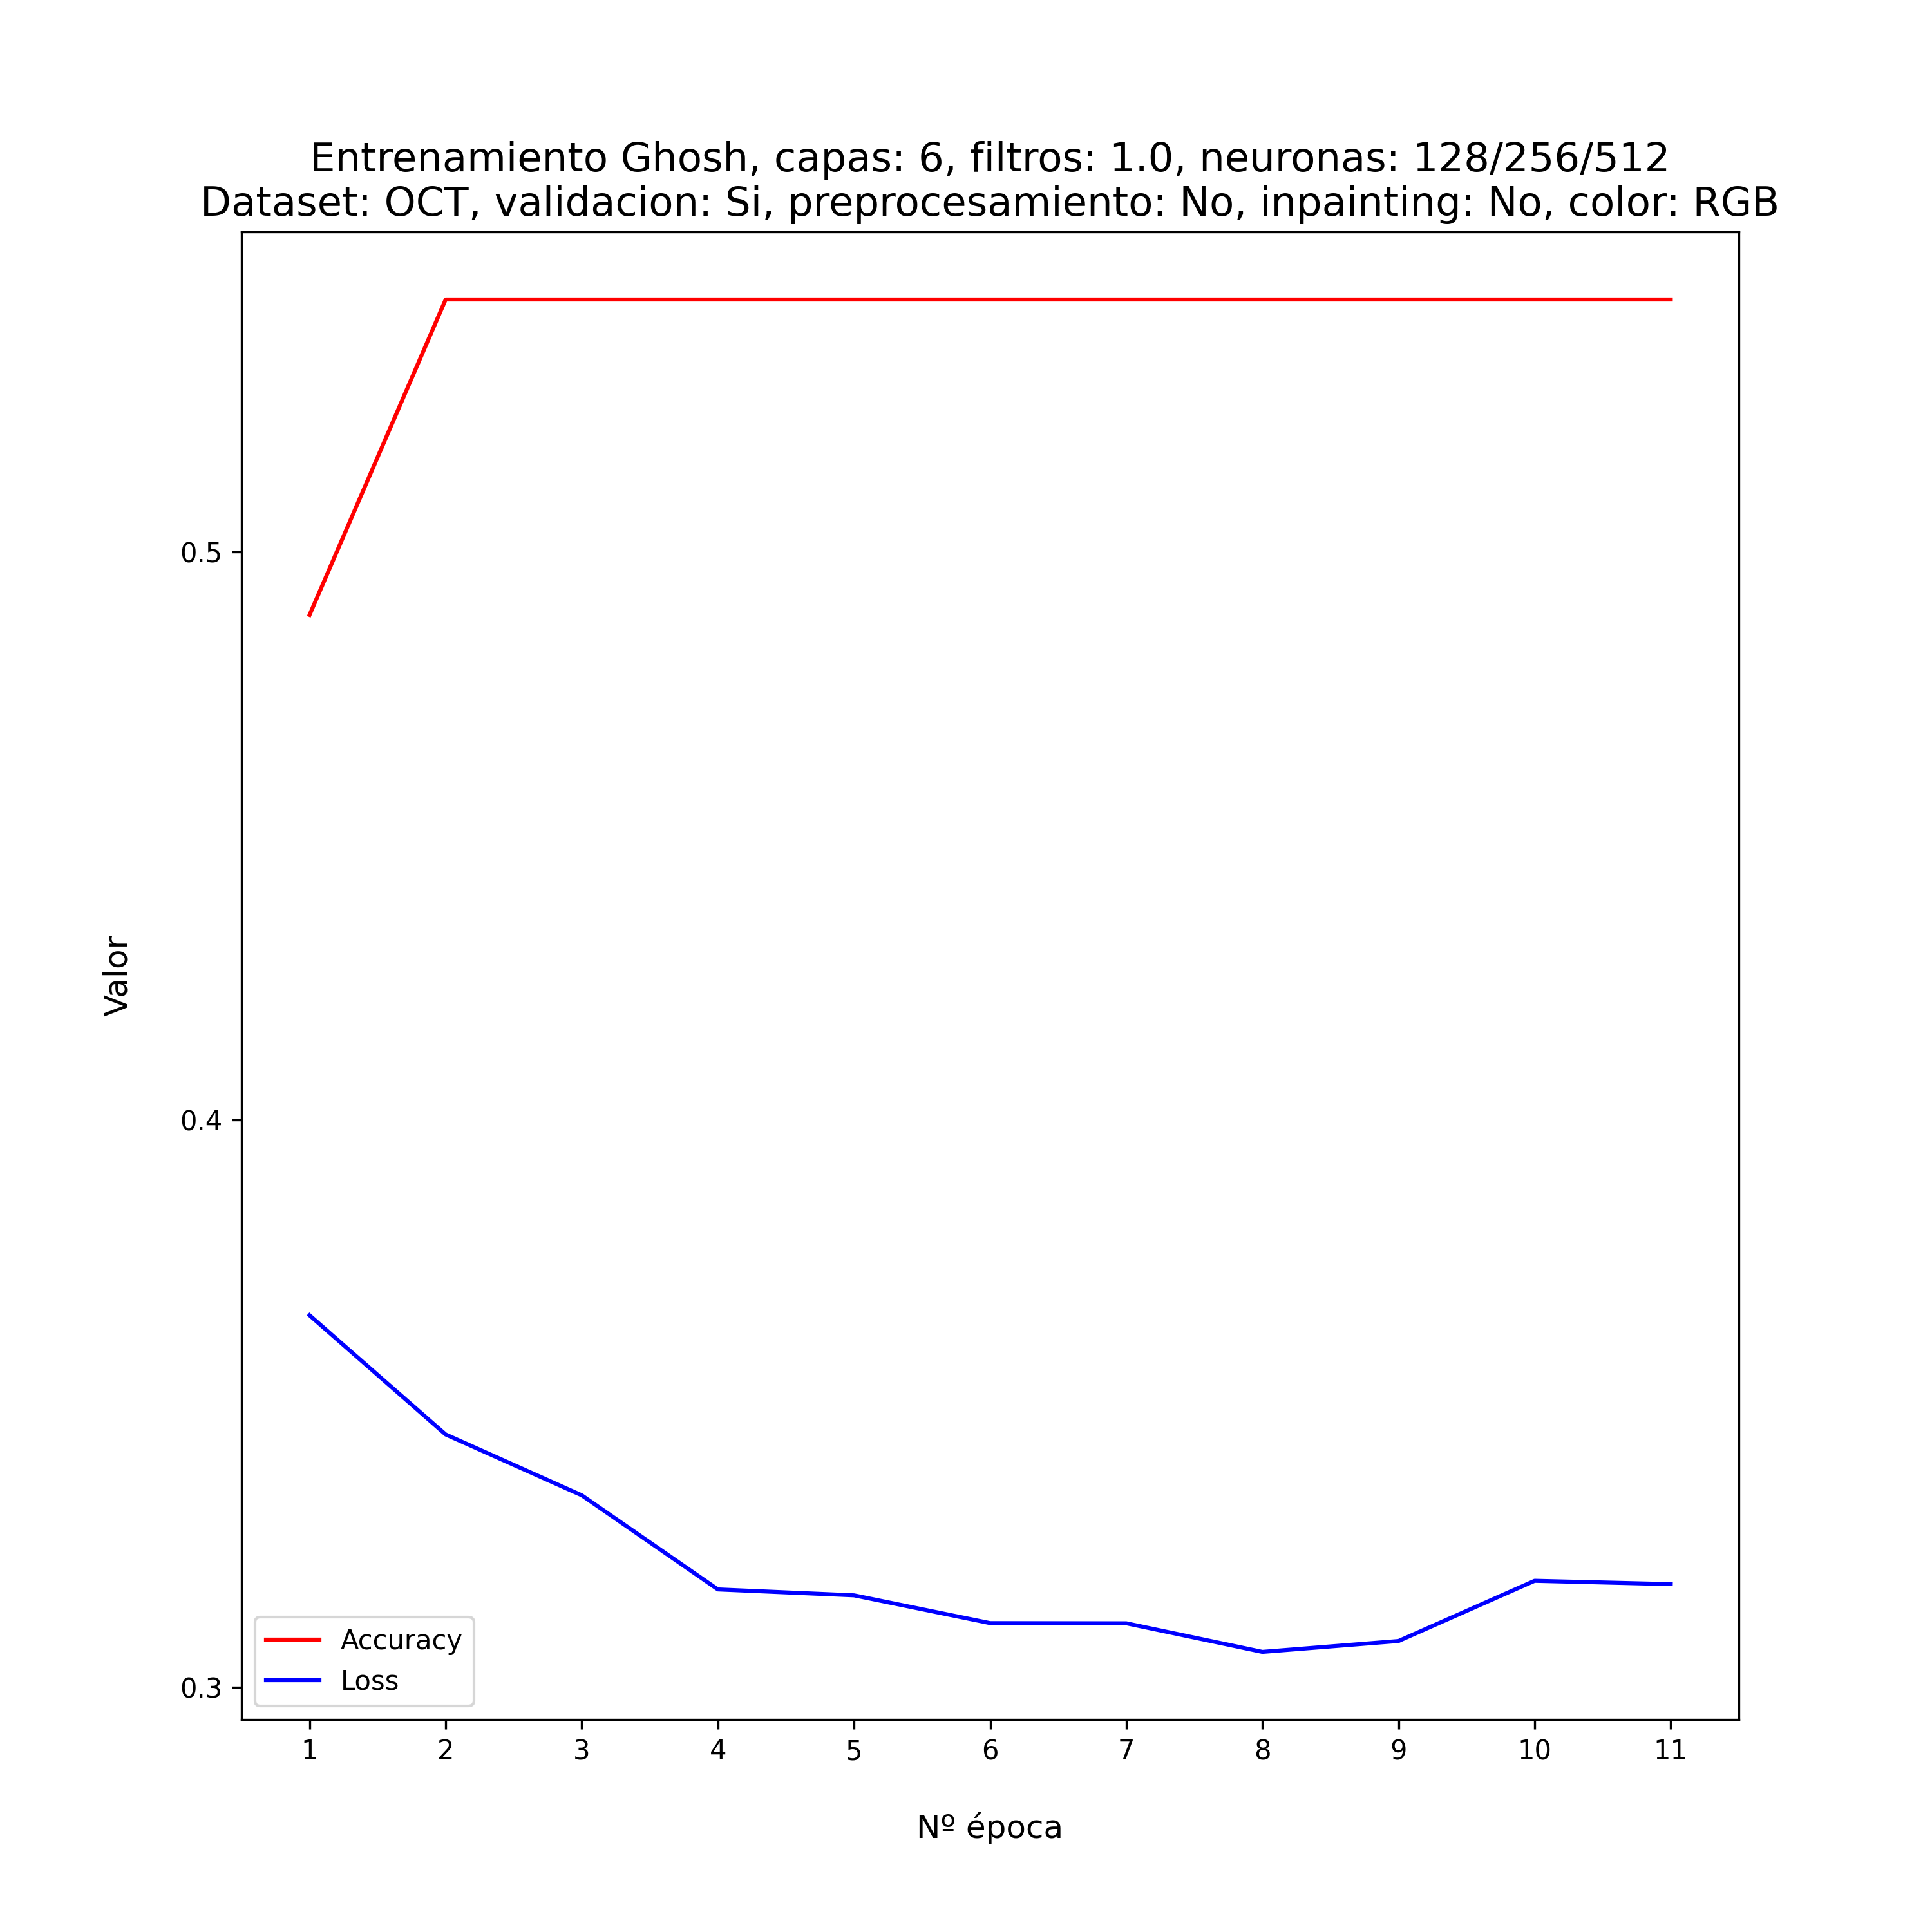 Entrenamiento Ghosh, capas: 6, filtros: 1.0, neuronas: 128/256/512
Dataset: OCT, validacion: Si, preprocesamiento: No, inpainting: No, color: RGB
Valor
0.5
0.4
0.3
Accuracy
Loss
1 2 3 4 5 6 7 8 9 10 11
Nº época